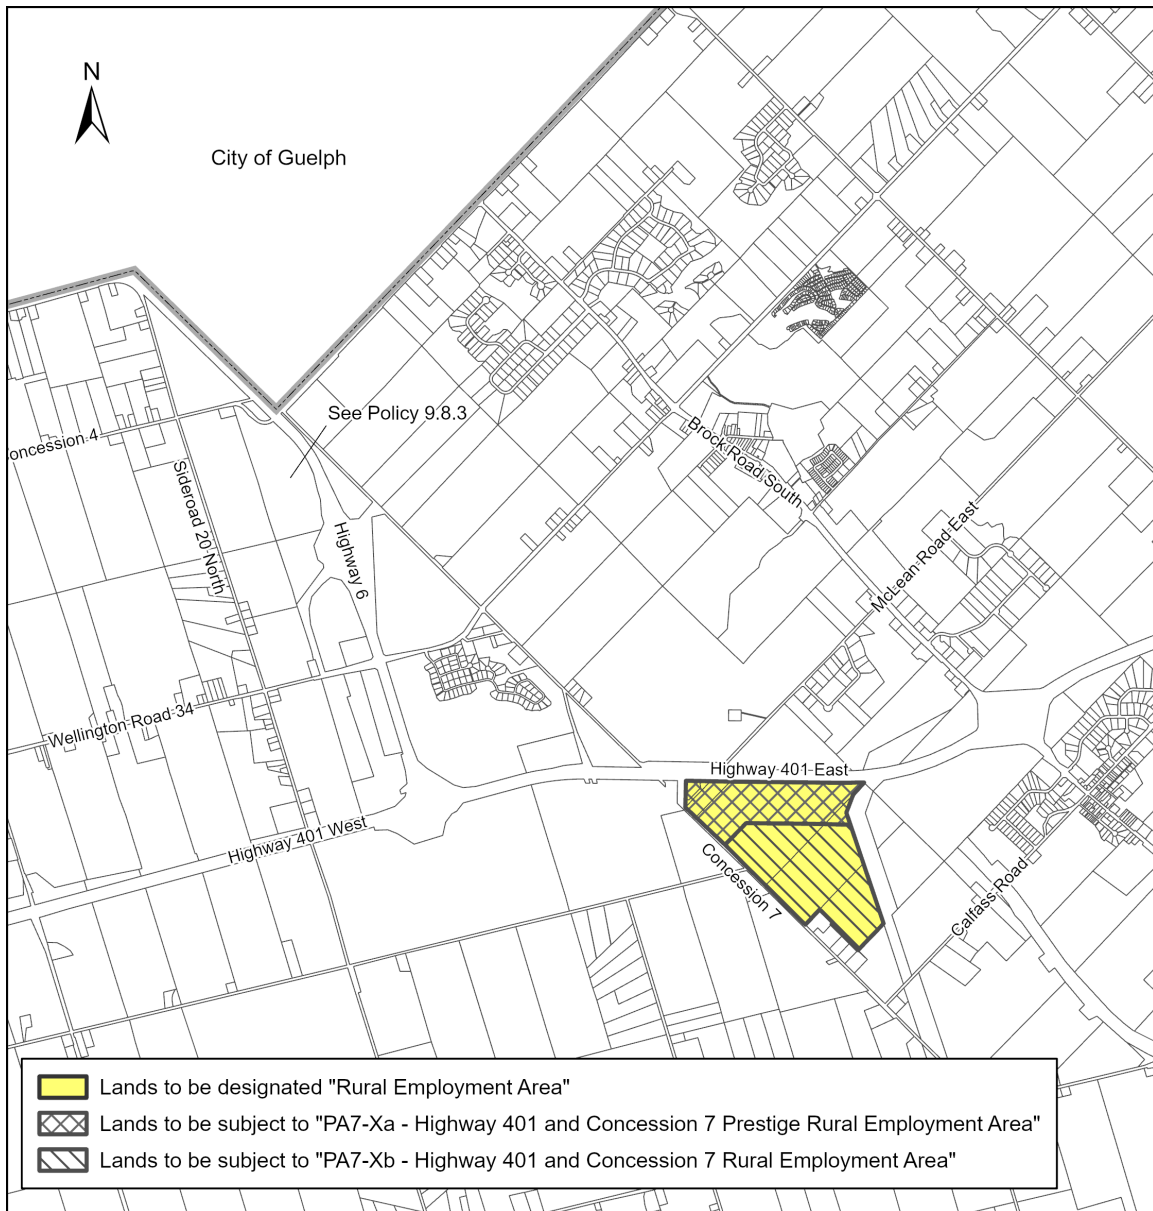 N
City of Guelph
See Policy 9.8.3
oncession 4
Sideroad 20 North
Highway 6
Brock Road South
McLean Road East
Wellington Road 34
Highway 401 East
Highway 401 West
Concession 7
Calfass Road
Lands to be designated "Rural Employment Area"
Lands to be subject to "PA7-Xa - Highway 401 and Concession 7 Prestige Rural Employment Area"
Lands to be subject to "PA7-Xb - Highway 401 and Concession 7 Rural Employment Area"